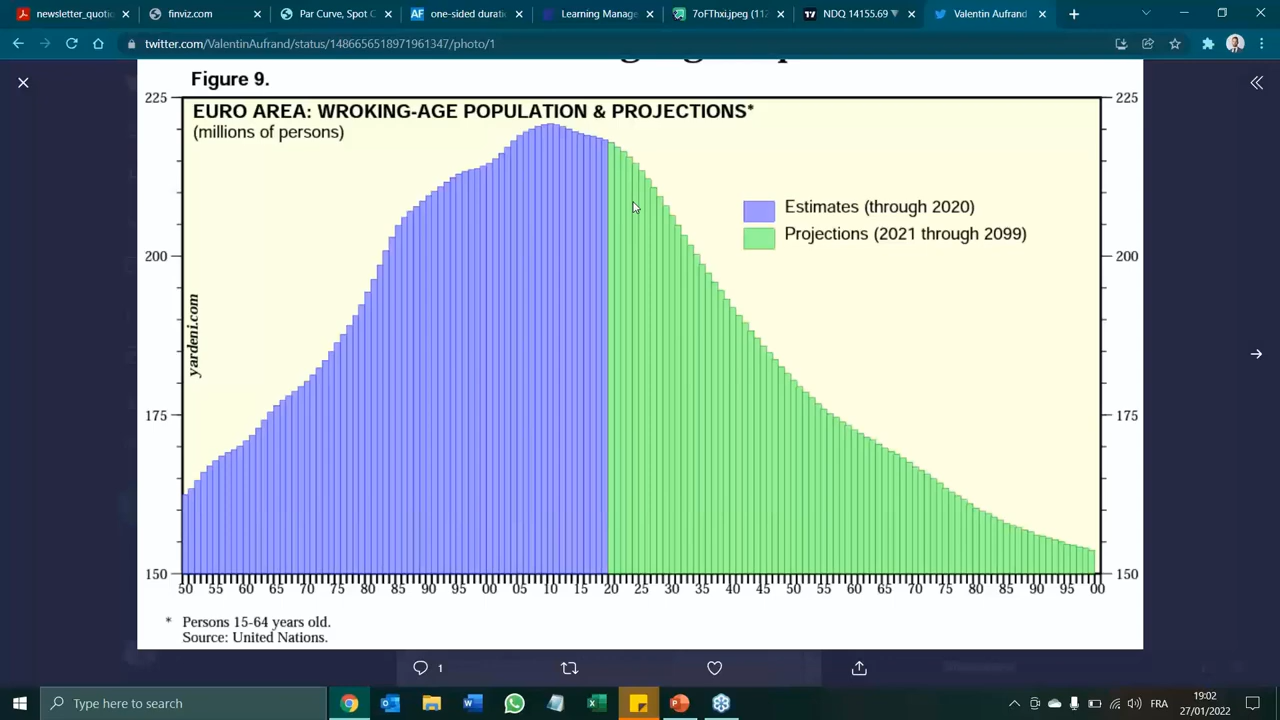 newsletter_quotic
finviz.com
Par Curve, Spot C
AF one-sided durati
Learning Manage
7oFThxi.jpeg (112
NDQ 14155.69 ▼
Valentin Aufrand
twitter.com/ValentinAufrand/status/1486656518971961347/photo/1
Figure 9.
EURO AREA: WROKING-AGE POPULATION & PROJECTIONS*
(millions of persons)
225
225
Estimates (through 2020)
Projections (2021 through 2099)
200
200
yardeni.com
175
175
150
150
50 55 60 65 70 75 80 85 90 95 00 05 10 15 20 25 30 35 40 45 50 55 60 65 70 75 80 85 90 95 00
* Persons 15-64 years old.
Source: United Nations.
1
Type here to search
FRA
19:02
27/01/2022